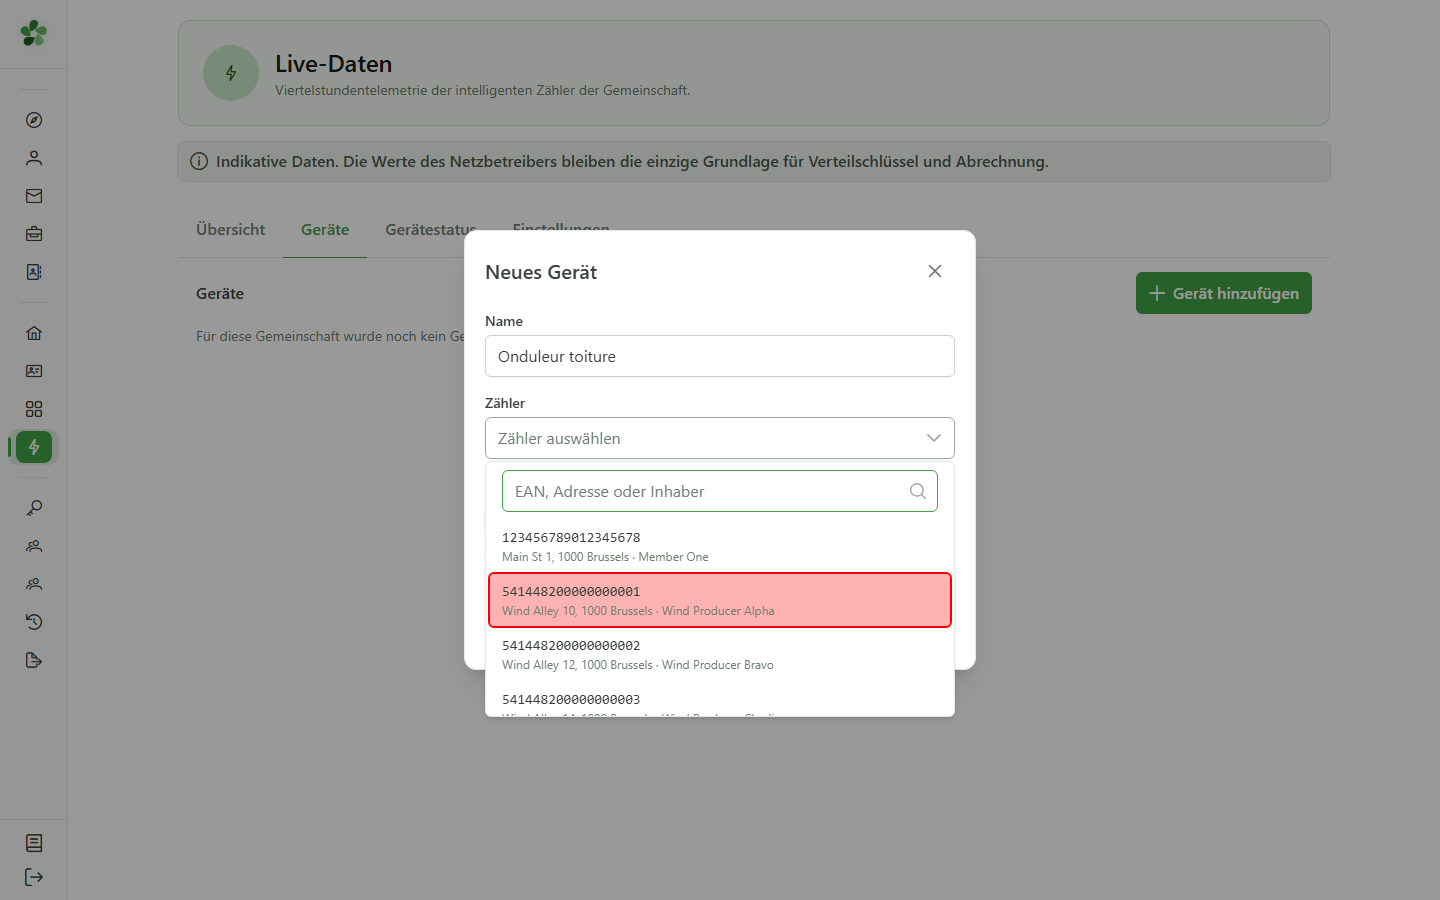 Live-Daten
Viertelstundentelemetrie der intelligenten Zähler der Gemeinschaft.
Indikative Daten. Die Werte des Netzbetreibers bleiben die einzige Grundlage für Verteilschlüssel und Abrechnung.
Übersicht
Geräte
Gerätestatus
Einstellungen
Geräte
Gerät hinzufügen
Für diese Gemeinschaft wurde noch kein
Neues Gerät
Name
Onduleur toiture
Zähler
Zähler auswählen
EAN, Adresse oder Inhaber
123456789012345678
Main St 1, 1000 Brussels · Member One
541448200000000001
Wind Alley 10, 1000 Brussels · Wind Producer Alpha
541448200000000002
Wind Alley 12, 1000 Brussels · Wind Producer Bravo
541448200000000003